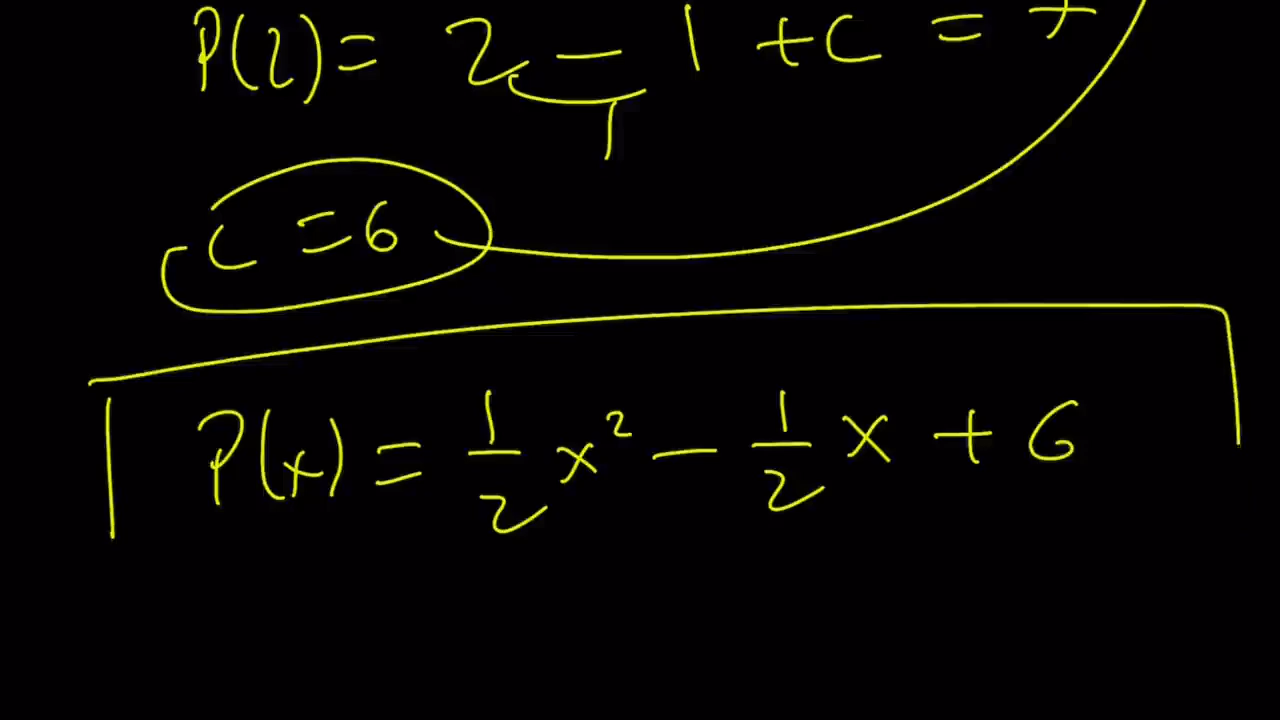 P(2) = 2 - 1 + c = 7
1
c = 6
P(x) = 1/2 x² - 1/2 x + 6